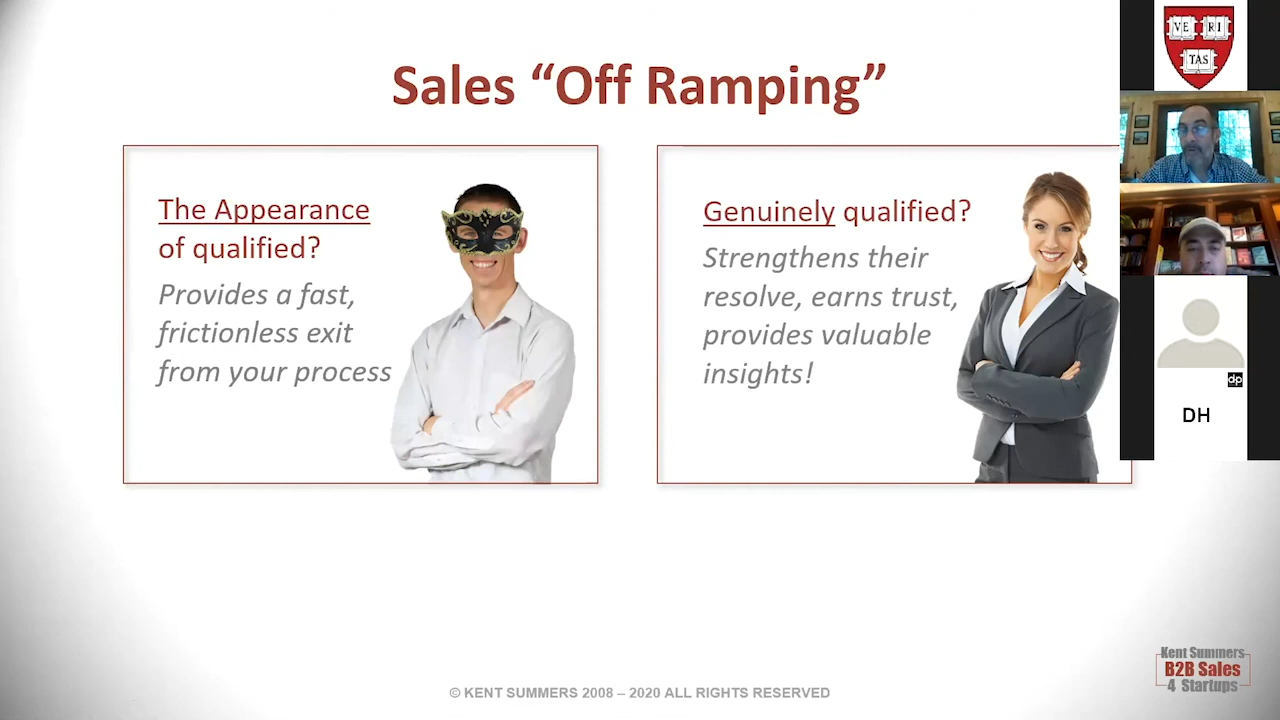 Sales “Off Ramping”
The Appearance
of qualified?
Provides a fast,
frictionless exit
from your process
Genuinely qualified?
Strengthens their
resolve, earns trust,
provides valuable
insights!
VE RI
TAS
dp
DH
Kent Summers
B2B Sales
4 Startups
© KENT SUMMERS 2008 – 2020 ALL RIGHTS RESERVED